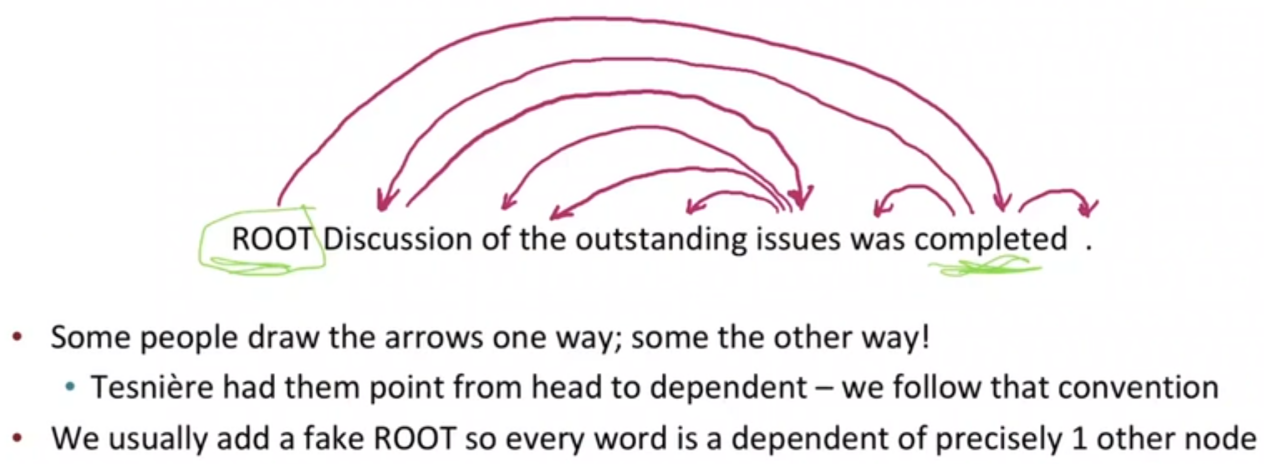 ROOT Discussion of the outstanding issues was completed .
• Some people draw the arrows one way; some the other way!
• Tesnière had them point from head to dependent – we follow that convention
• We usually add a fake ROOT so every word is a dependent of precisely 1 other node